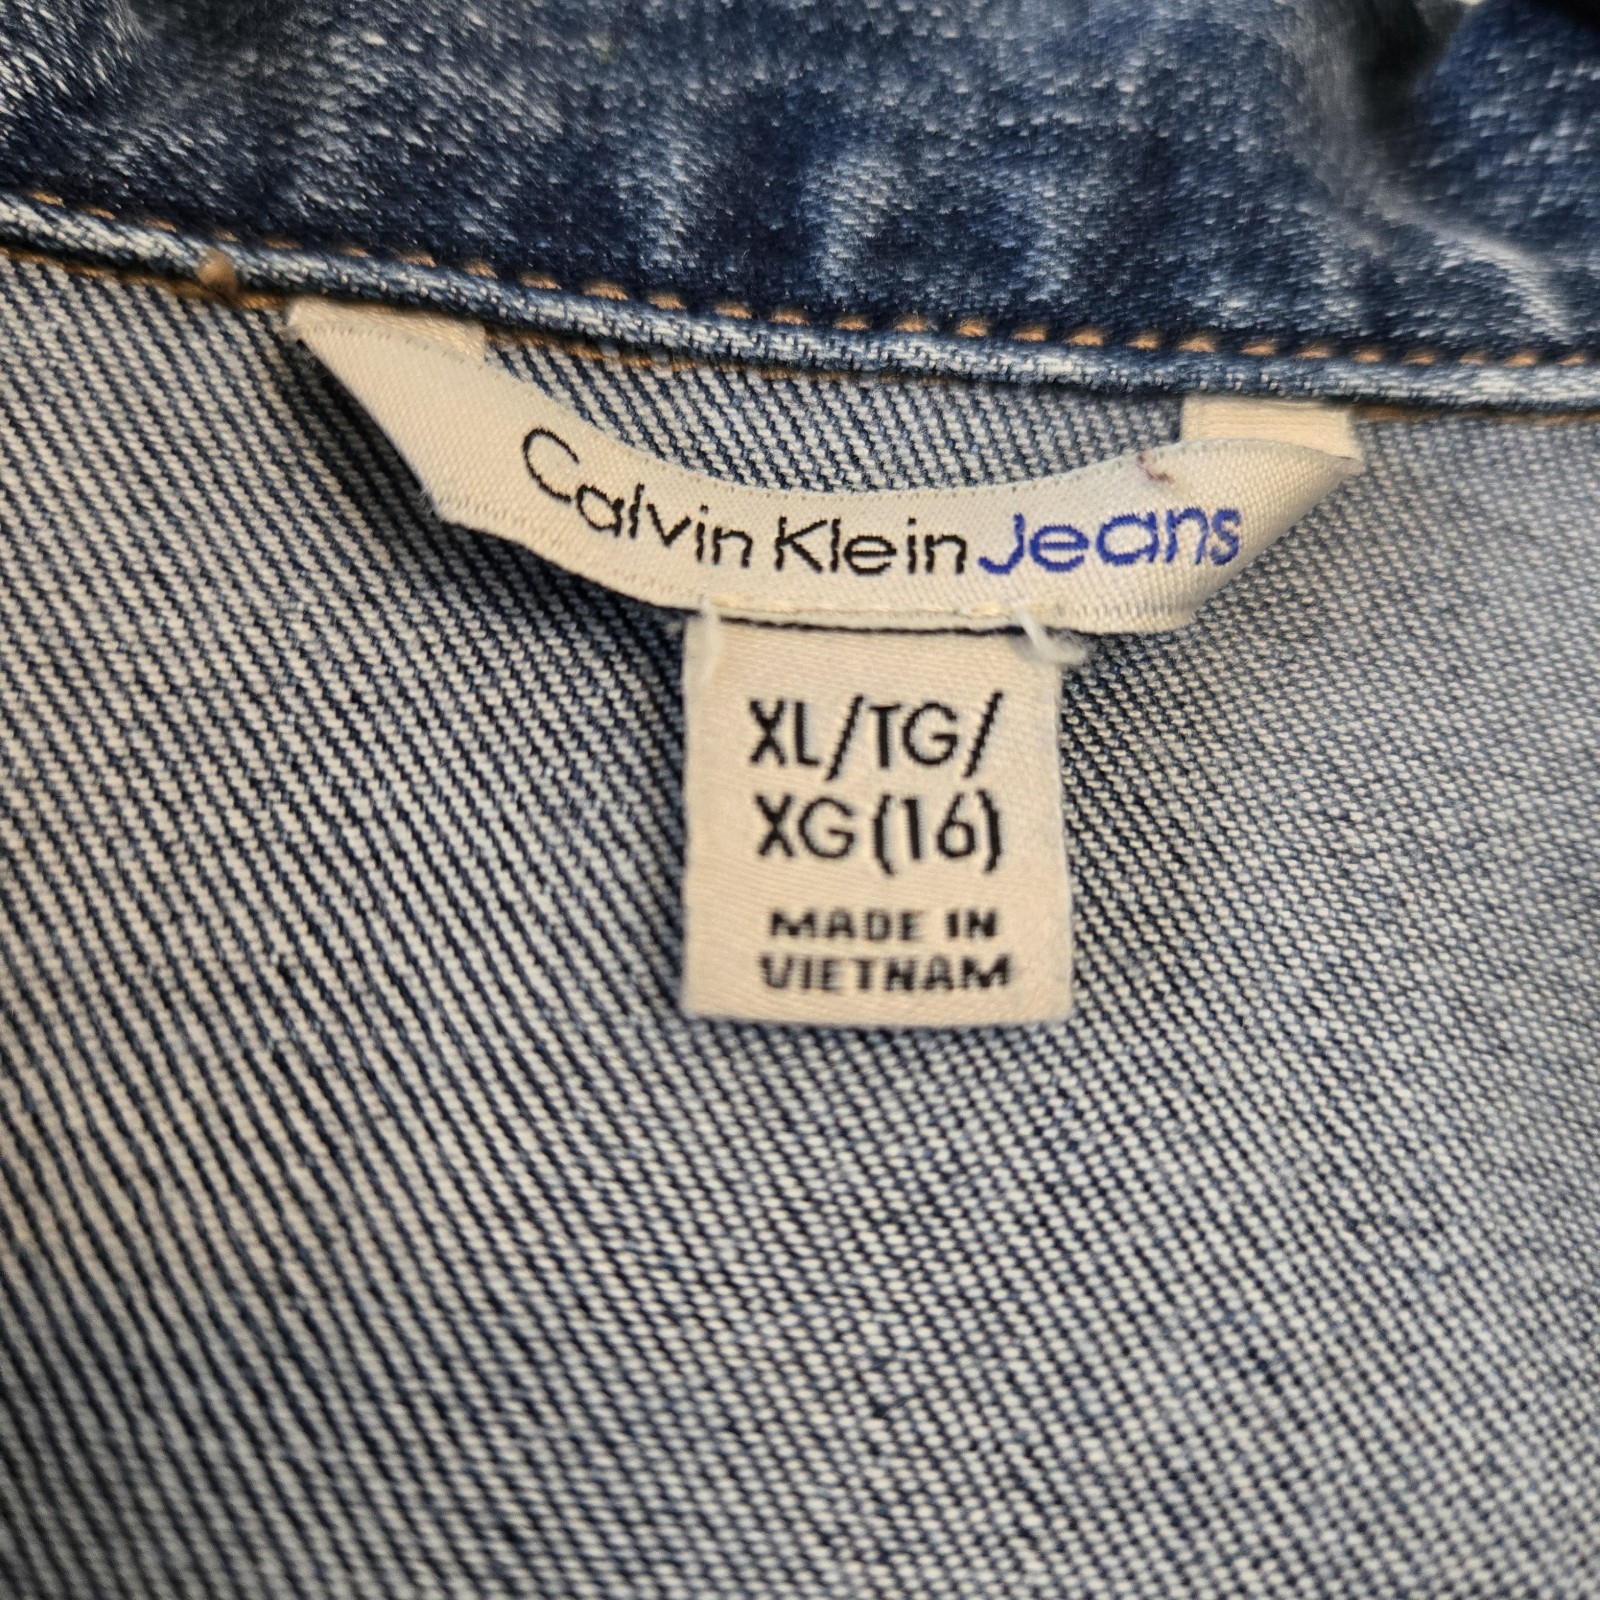 Calvin Klein Jeans
XL/TG/
XG(16)
MADE IN
VIETNAM